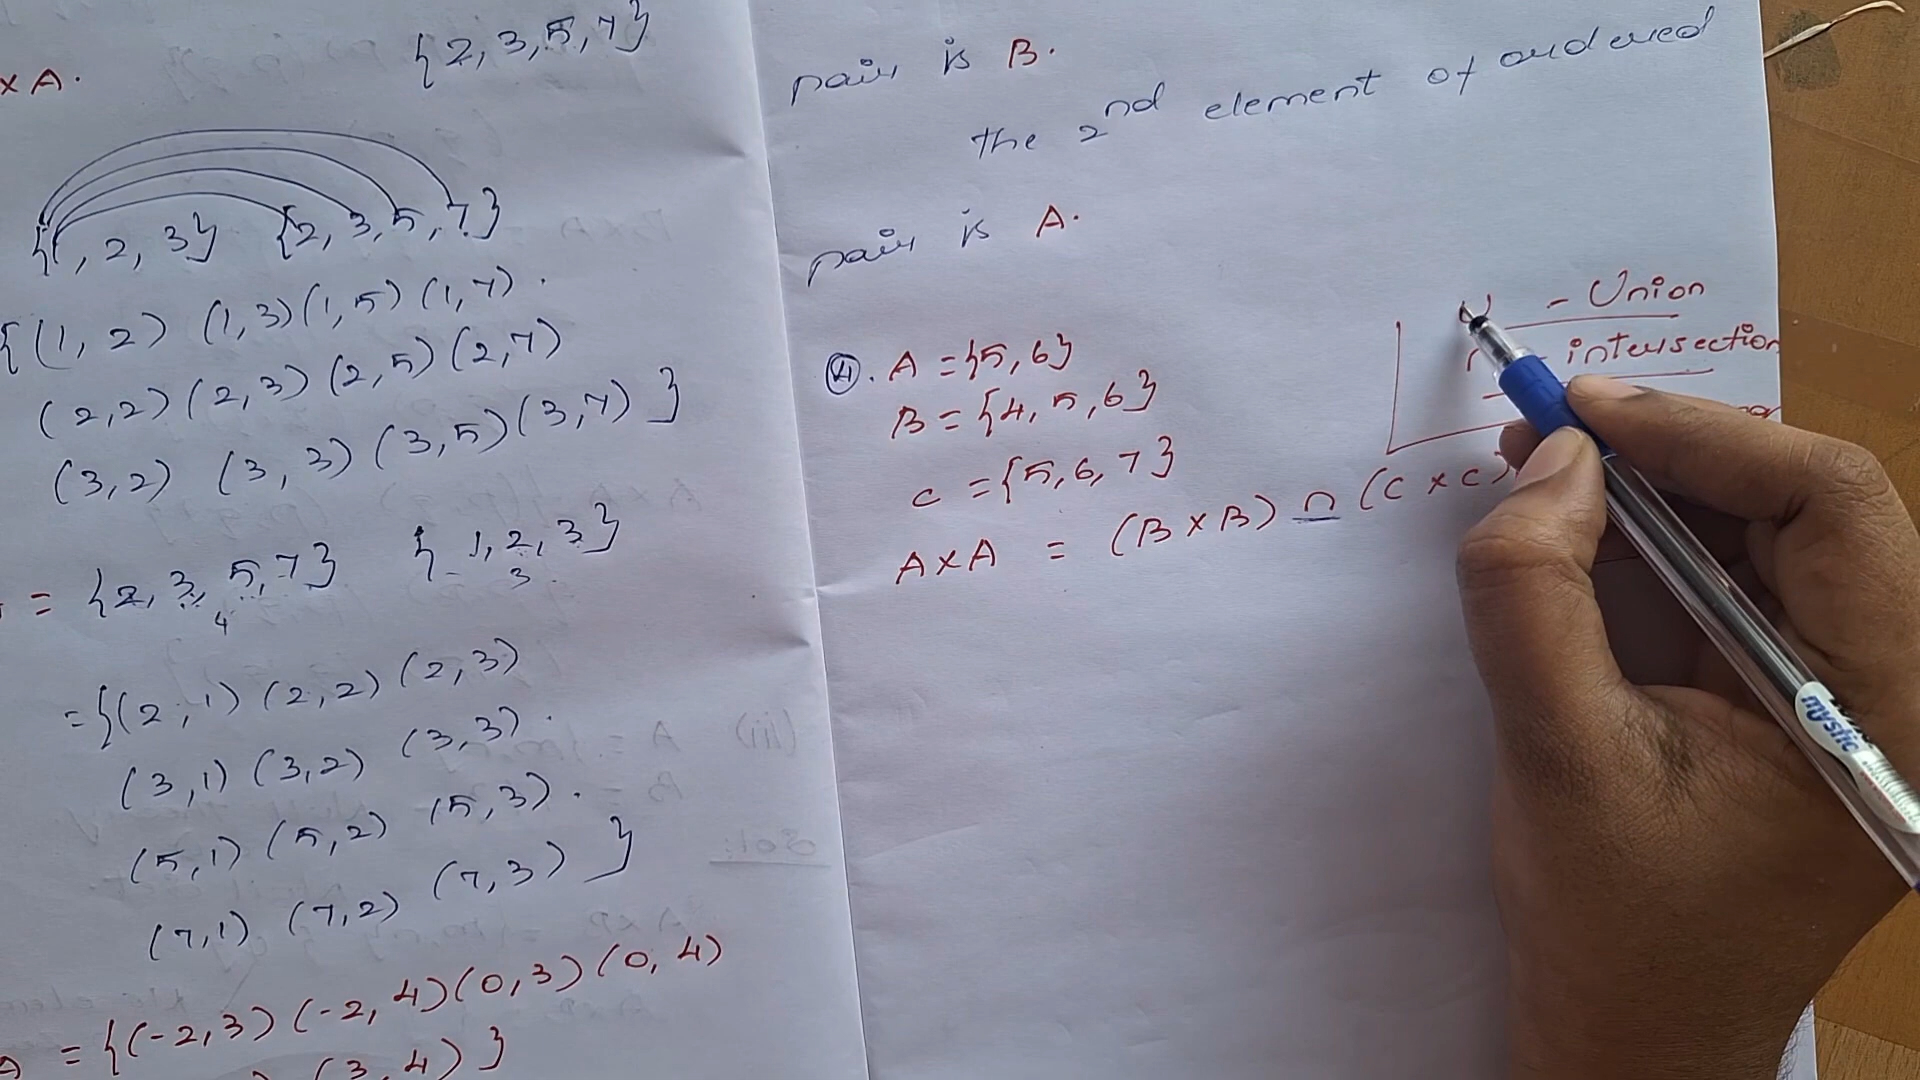 {2, 3, 5, 7}
× A.
{1, 2, 3} {2, 3, 5, 7}
{(1, 2) (1, 3) (1, 5) (1, 7).
(2, 2) (2, 3) (2, 5) (2, 7)
(3, 2) (3, 3) (3, 5) (3, 7) }
= {2, 3, 5, 7} { 1, 2, 3}
4 3
= {(2, 1) (2, 2) (2, 3)
(3, 1) (3, 2) (3, 3).
(5, 1) (5, 2) (5, 3).
(7, 1) (7, 2) (7, 3) }
A = {(-2, 3) (-2, 4) (0, 3) (0, 4)
(3, 4) }
pair is B.
the 2nd element of ordered
pair is A.
∪ - Union
∩ - intersection
4. A = {5, 6}
B = {4, 5, 6}
C = {5, 6, 7}
A × A = (B × B) ∩ (C × C)
mystic